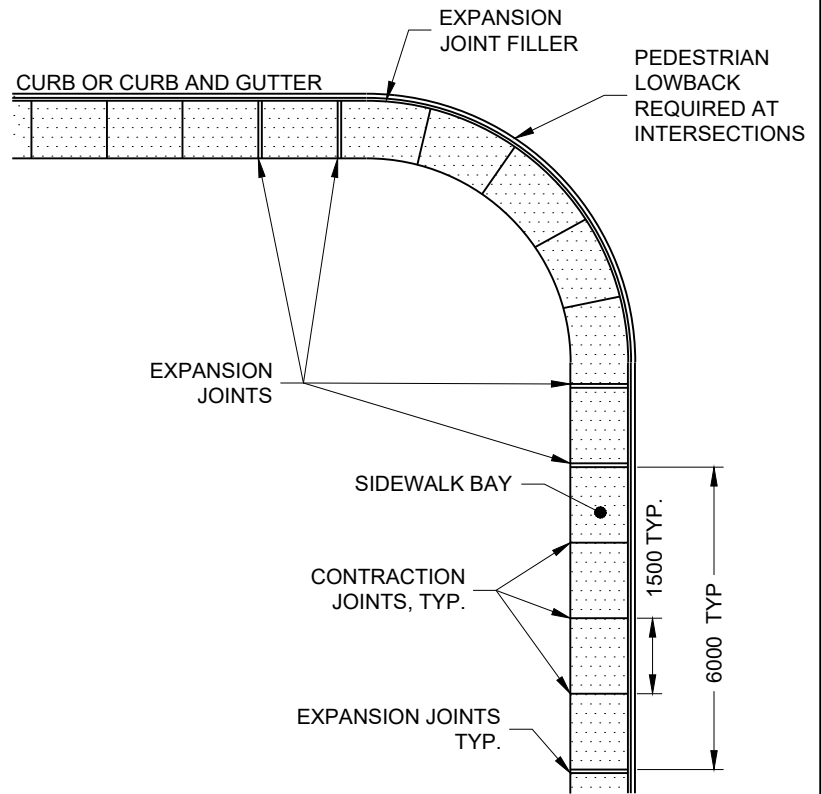 EXPANSION
JOINT FILLER
PEDESTRIAN
LOWBACK
REQUIRED AT
INTERSECTIONS
CURB OR CURB AND GUTTER
EXPANSION
JOINTS
SIDEWALK BAY
1500 TYP.
CONTRACTION
JOINTS, TYP.
6000 TYP
EXPANSION JOINTS
TYP.